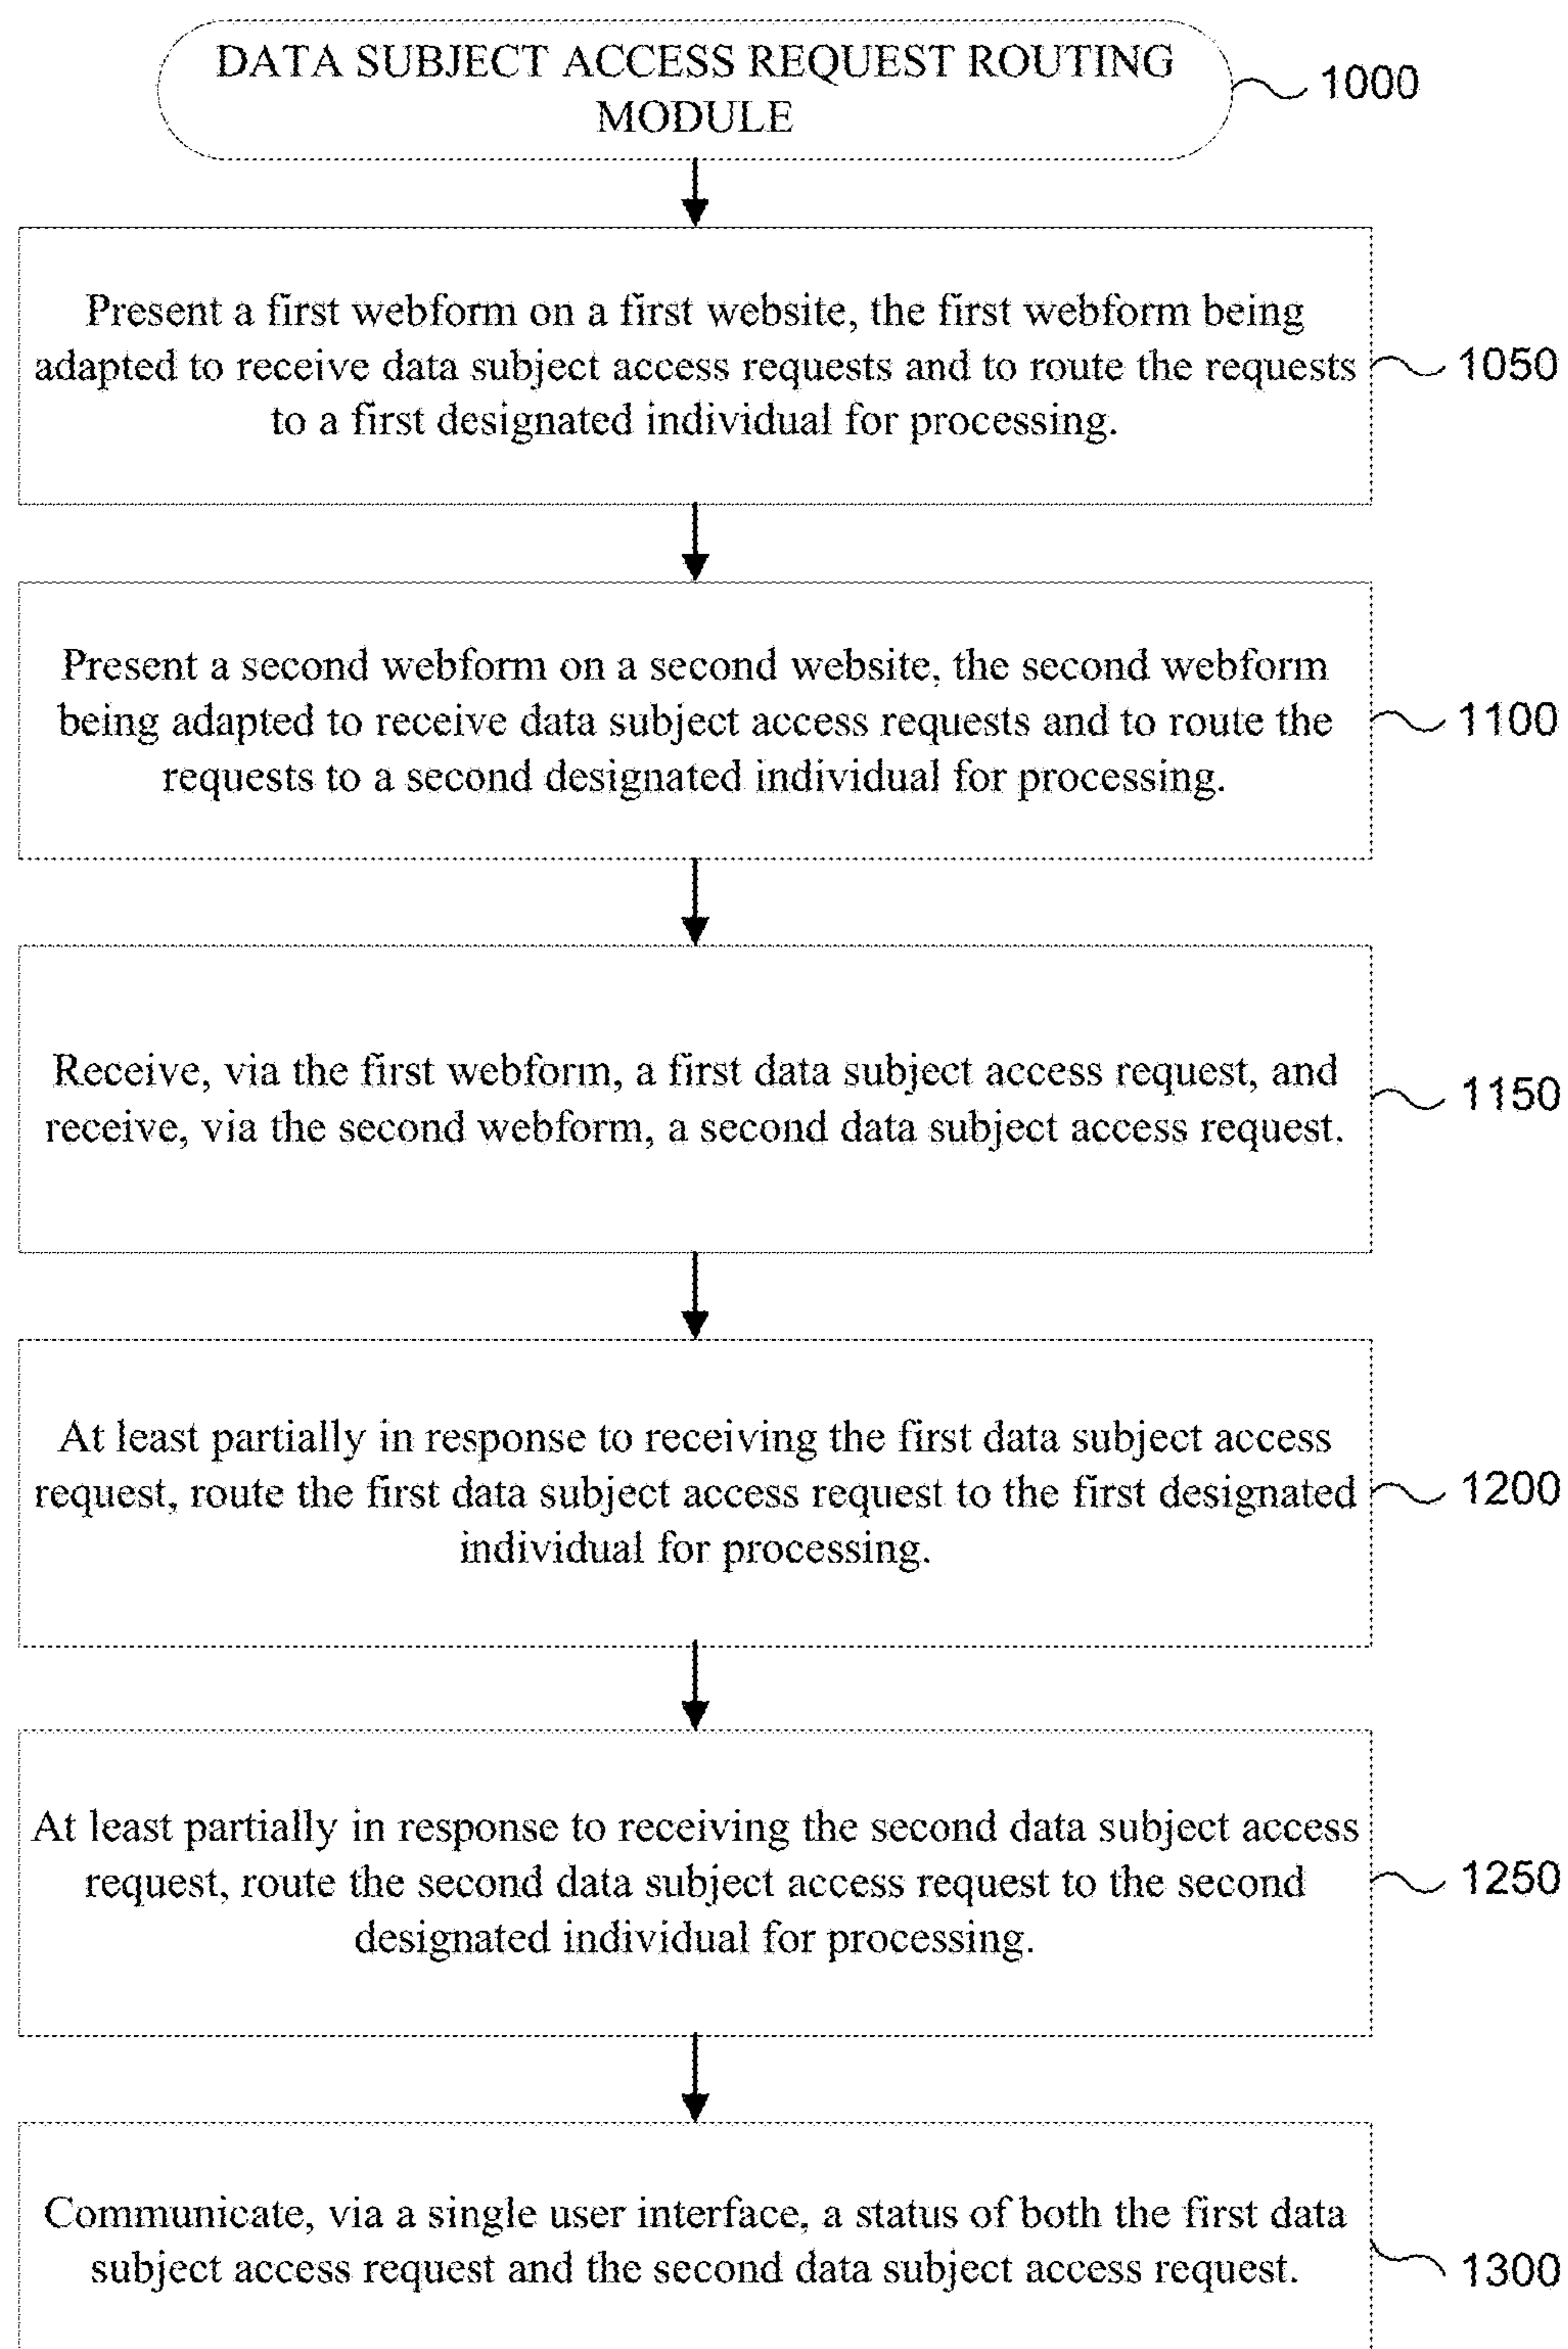 DATA SUBJECT ACCESS REQUEST ROUTING
MODULE
1000
Present a first webform on a first website, the first webform being
adapted to receive data subject access requests and to route the requests
to a first designated individual for processing.
1050
Present a second webform on a second website, the second webform
being adapted to receive data subject access requests and to route the
requests to a second designated individual for processing.
1100
Receive, via the first webform, a first data subject access request, and
receive, via the second webform, a second data subject access request.
1150
At least partially in response to receiving the first data subject access
request, route the first data subject access request to the first designated
individual for processing.
1200
At least partially in response to receiving the second data subject access
request, route the second data subject access request to the second
designated individual for processing.
1250
Communicate, via a single user interface, a status of both the first data
subject access request and the second data subject access request.
1300